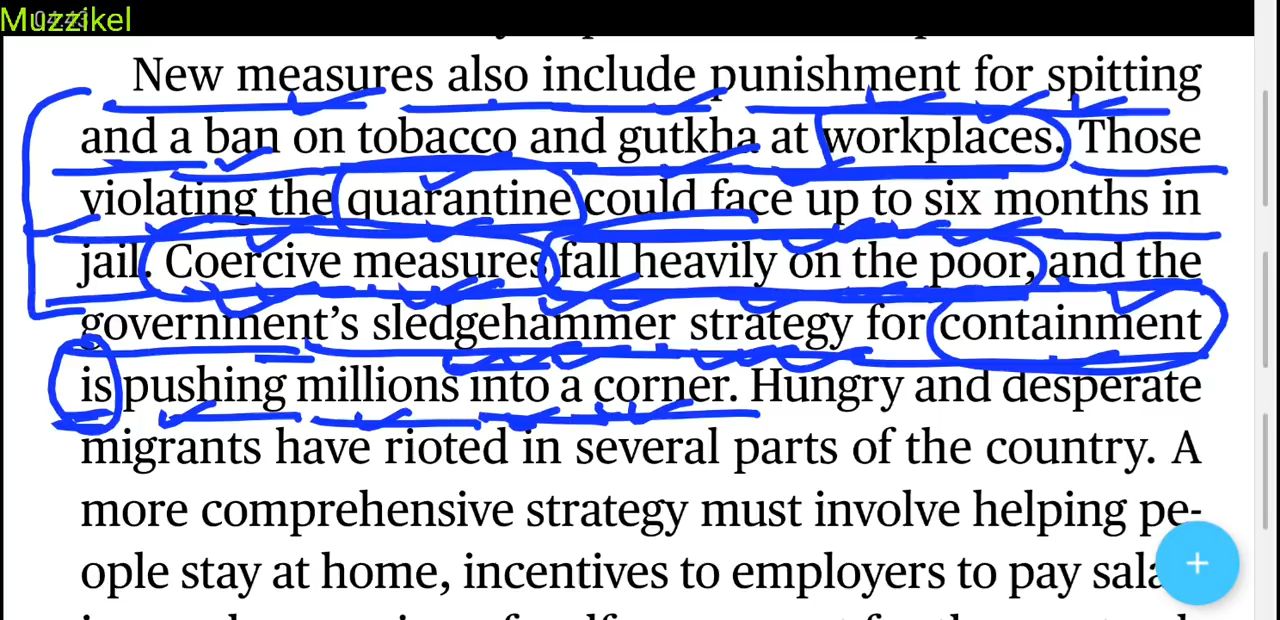 Muzzikel
New measures also include punishment for spitting
and a ban on tobacco and gutkha at workplaces. Those
violating the quarantine could face up to six months in
jail. Coercive measures fall heavily on the poor, and the
government's sledgehammer strategy for containment
is pushing millions into a corner. Hungry and desperate
migrants have rioted in several parts of the country. A
more comprehensive strategy must involve helping pe-
ople stay at home, incentives to employers to pay sala
+